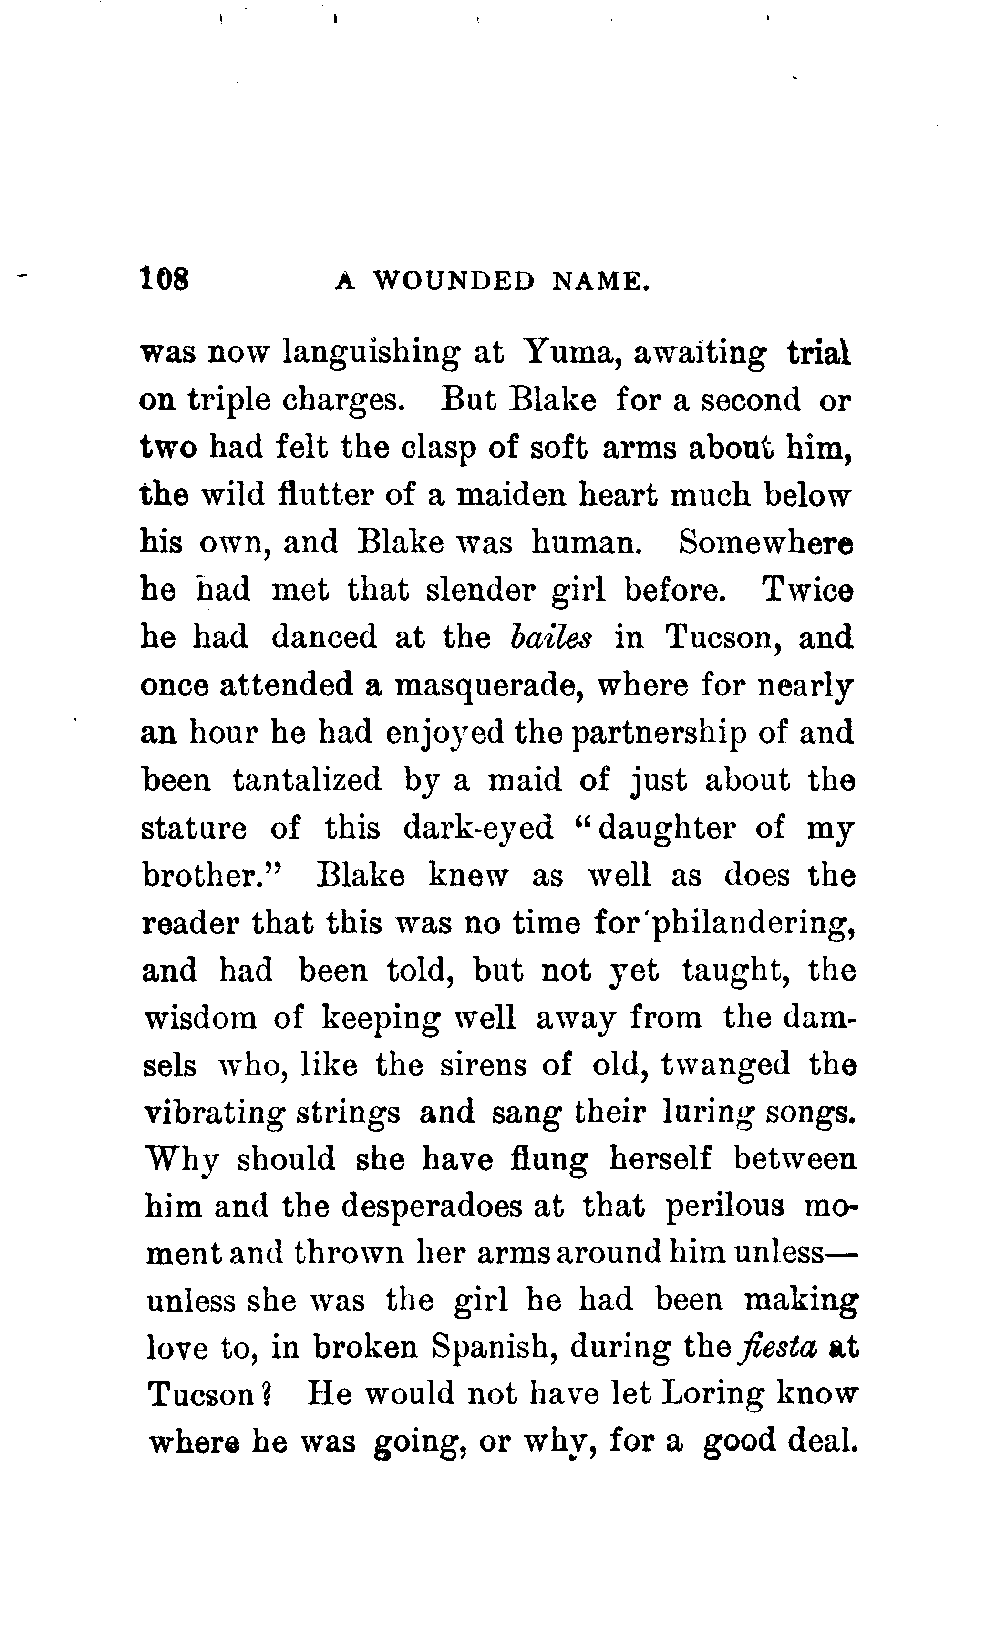 108 A WOUNDED NAME.
was now languishing at Yuma, awaiting trial
on triple charges. But Blake for a second or
two had felt the clasp of soft arms about him,
the wild flutter of a maiden heart much below
his own, and Blake was human. Somewhere
he had met that slender girl before. Twice
he had danced at the bailes in Tucson, and
once attended a masquerade, where for nearly
an hour he had enjoyed the partnership of and
been tantalized by a maid of just about the
stature of this dark-eyed “daughter of my
brother.” Blake knew as well as does the
reader that this was no time for philandering,
and had been told, but not yet taught, the
wisdom of keeping well away from the dam-
sels who, like the sirens of old, twanged the
vibrating strings and sang their luring songs.
Why should she have flung herself between
him and the desperadoes at that perilous mo-
ment and thrown her arms around him unless—
unless she was the girl he had been making
love to, in broken Spanish, during the fiesta at
Tucson? He would not have let Loring know
where he was going, or why, for a good deal.